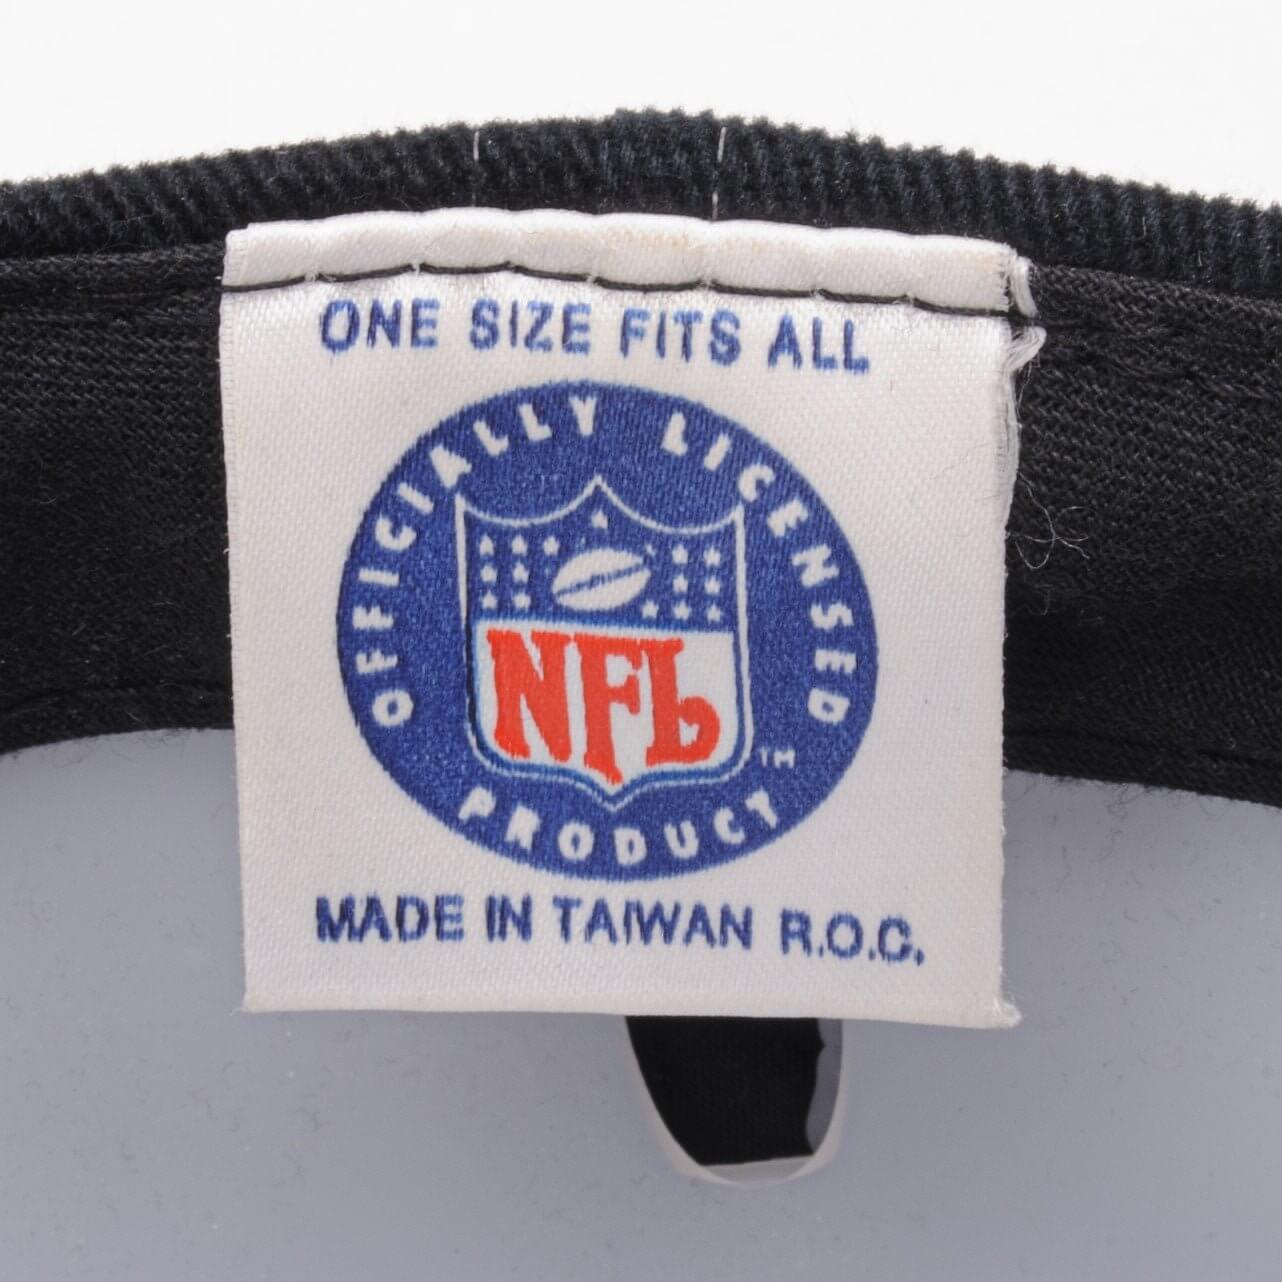 ONE SIZE FITS ALL
OFFICIALLY LICENSED
NFL
TM
PRODUCT
MADE IN TAIWAN R.O.C.